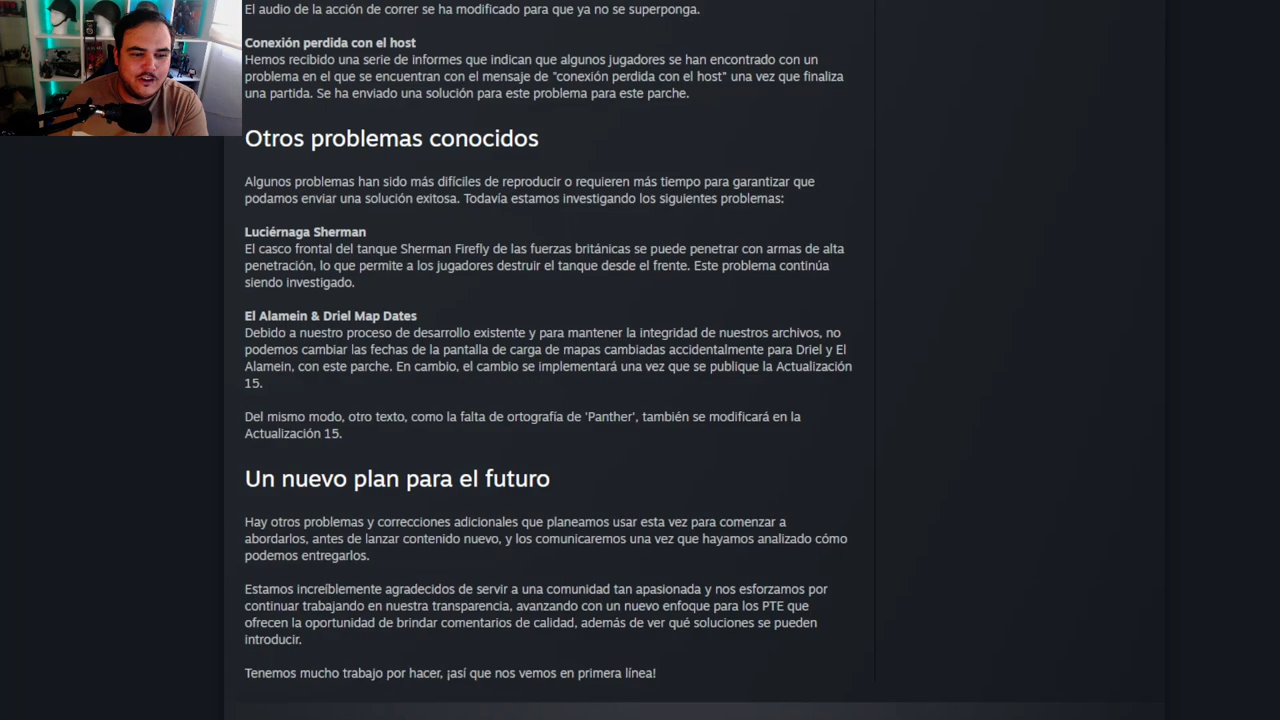 El audio de la acción de correr se ha modificado para que ya no se superponga.
Conexión perdida con el host
Hemos recibido una serie de informes que indican que algunos jugadores se han encontrado con un
problema en el que se encuentran con el mensaje de "conexión perdida con el host" una vez que finaliza
una partida. Se ha enviado una solución para este problema para este parche.
Otros problemas conocidos
Algunos problemas han sido más difíciles de reproducir o requieren más tiempo para garantizar que
podamos enviar una solución exitosa. Todavía estamos investigando los siguientes problemas:
Luciérnaga Sherman
El casco frontal del tanque Sherman Firefly de las fuerzas británicas se puede penetrar con armas de alta
penetración, lo que permite a los jugadores destruir el tanque desde el frente. Este problema continúa
siendo investigado.
El Alamein & Driel Map Dates
Debido a nuestro proceso de desarrollo existente y para mantener la integridad de nuestros archivos, no
podemos cambiar las fechas de la pantalla de carga de mapas cambiadas accidentalmente para Driel y El
Alamein, con este parche. En cambio, el cambio se implementará una vez que se publique la Actualización
15.
Del mismo modo, otro texto, como la falta de ortografía de 'Panther', también se modificará en la
Actualización 15.
Un nuevo plan para el futuro
Hay otros problemas y correcciones adicionales que planeamos usar esta vez para comenzar a
abordarlos, antes de lanzar contenido nuevo, y los comunicaremos una vez que hayamos analizado cómo
podemos entregarlos.
Estamos increíblemente agradecidos de servir a una comunidad tan apasionada y nos esforzamos por
continuar trabajando en nuestra transparencia, avanzando con un nuevo enfoque para los PTE que
ofrecen la oportunidad de brindar comentarios de calidad, además de ver qué soluciones se pueden
introducir.
Tenemos mucho trabajo por hacer, ¡así que nos vemos en primera línea!